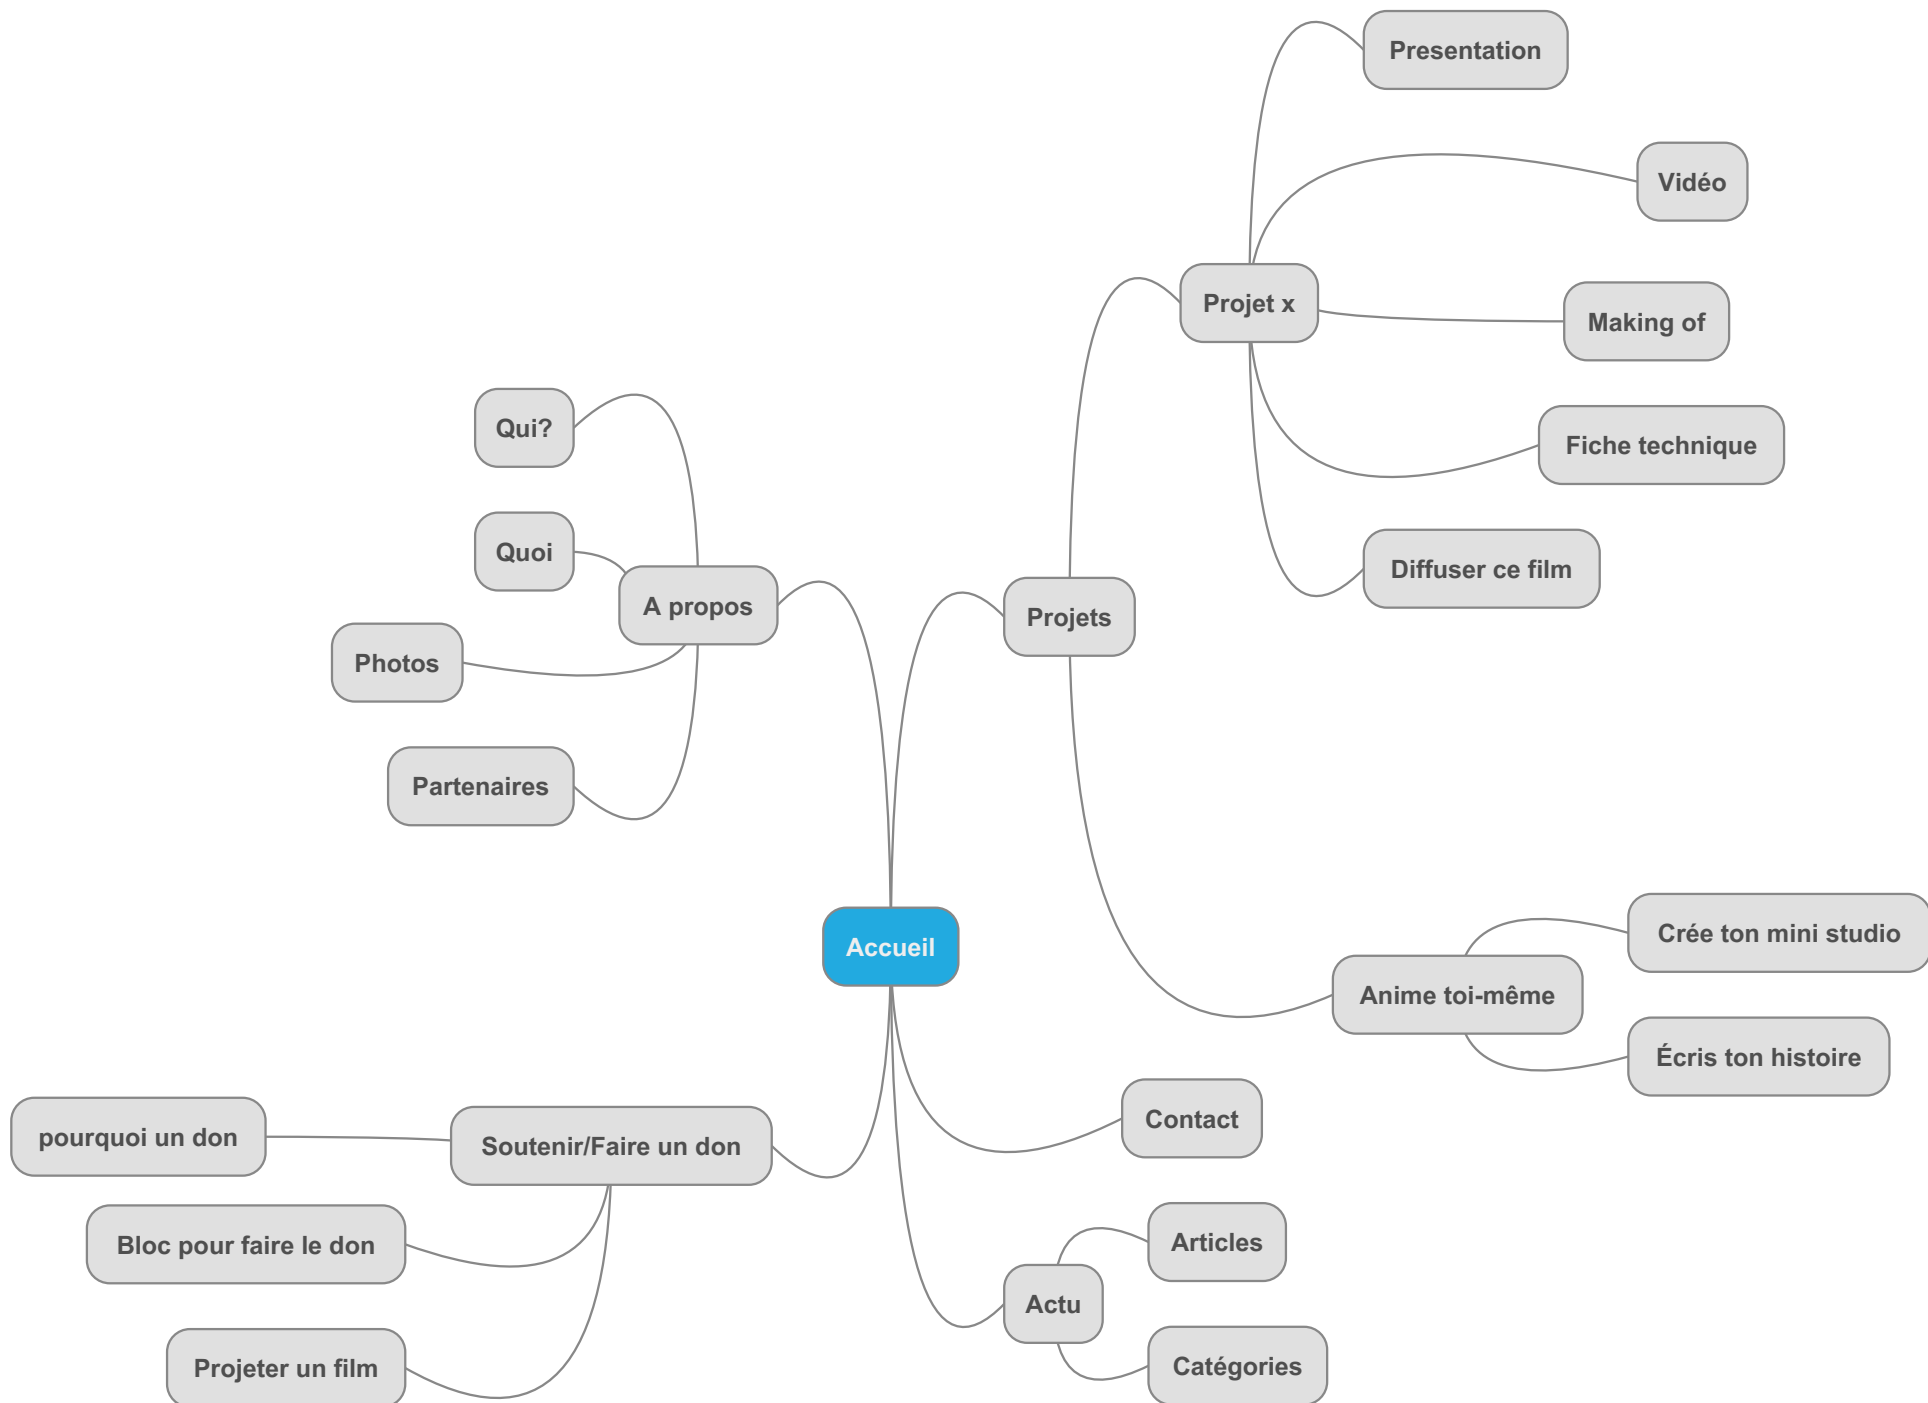 Presentation
Vidéo
Projet x
Making of
Qui?
Fiche technique
Quoi
Diffuser ce film
A propos
Projets
Photos
Partenaires
Accueil
Crée ton mini studio
Anime toi-même
Écris ton histoire
Contact
pourquoi un don
Soutenir/Faire un don
Bloc pour faire le don
Articles
Actu
Projeter un film
Catégories